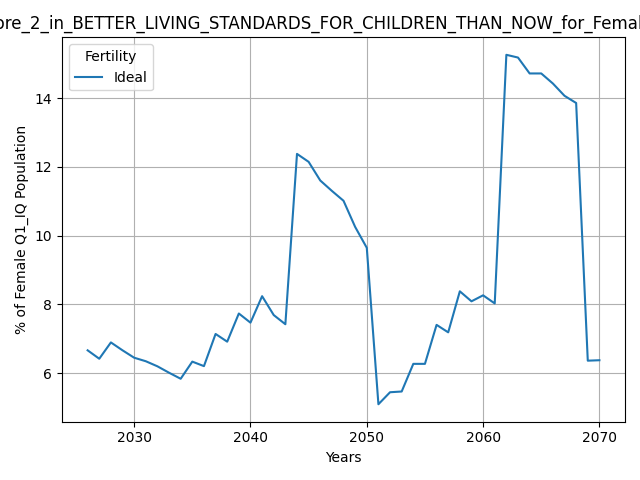 ore_2_in_BETTER_LIVING_STANDARDS_FOR_CHILDREN_THAN_NOW_for_Femal
Fertility
Ideal
% of Female Q1_IQ Population
14
12
10
8
6
2030 2040 2050 2060 2070
Years